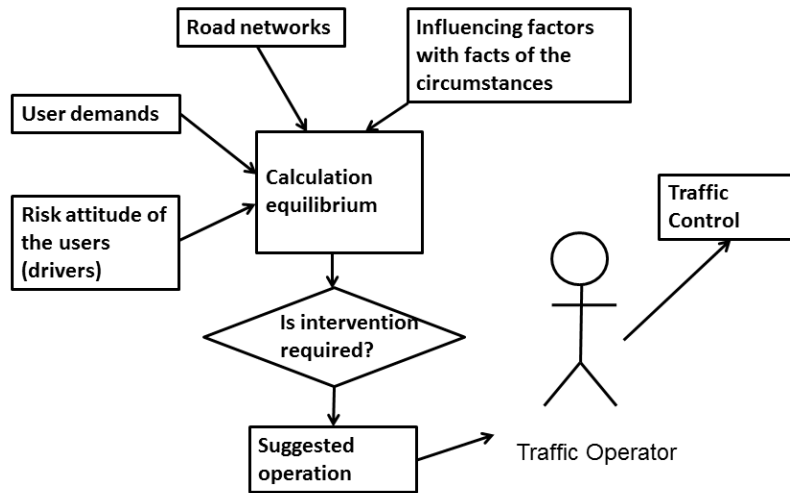 Road networks
Influencing factors
with facts of the
circumstances
User demands
Calculation
equilibrium
Risk attitude of
the users
(drivers)
Traffic
Control
Is intervention
required?
Suggested
operation
Traffic Operator